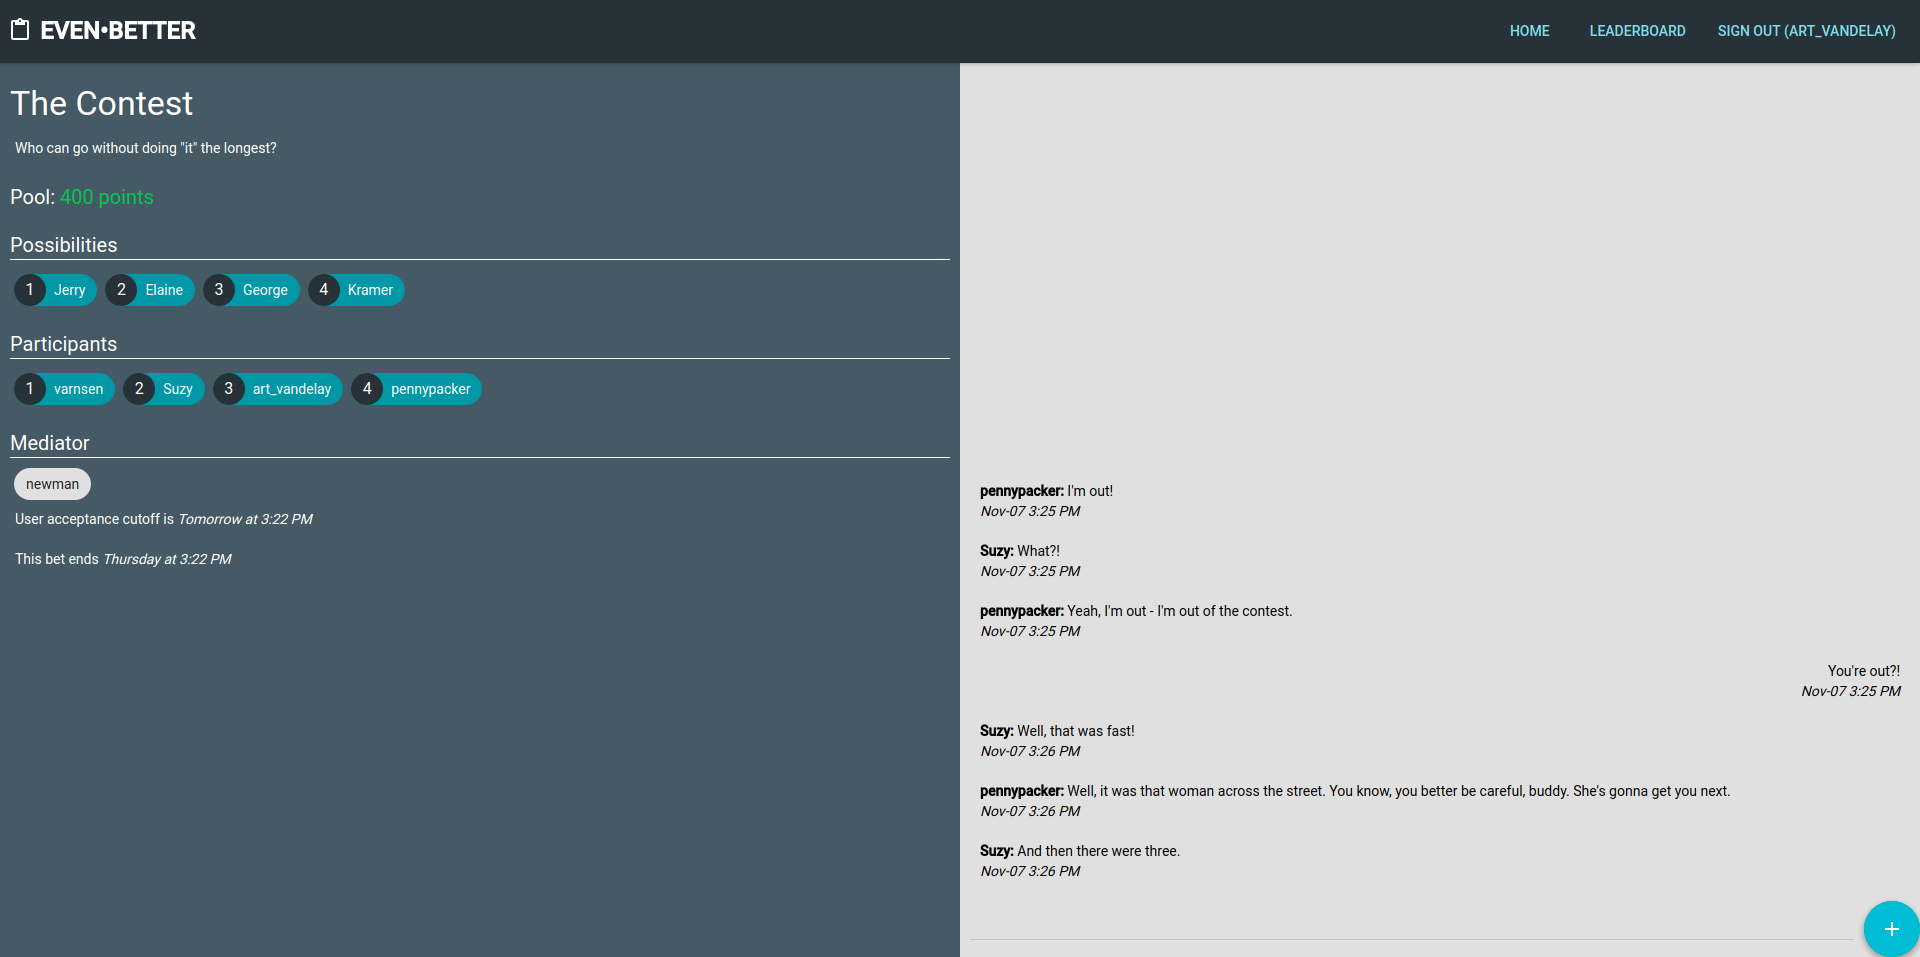 EVEN•BETTER
HOME LEADERBOARD SIGN OUT (ART_VANDELAY)
The Contest
Who can go without doing "it" the longest?
Pool: 400 points
Possibilities
1 Jerry 2 Elaine 3 George 4 Kramer
Participants
1 varnsen 2 Suzy 3 art_vandelay 4 pennypacker
Mediator
newman
User acceptance cutoff is Tomorrow at 3:22 PM
This bet ends Thursday at 3:22 PM
pennypacker: I'm out!
Nov-07 3:25 PM
Suzy: What?!
Nov-07 3:25 PM
pennypacker: Yeah, I'm out - I'm out of the contest.
Nov-07 3:25 PM
You're out?!
Nov-07 3:25 PM
Suzy: Well, that was fast!
Nov-07 3:26 PM
pennypacker: Well, it was that woman across the street. You know, you better be careful, buddy. She's gonna get you next.
Nov-07 3:26 PM
Suzy: And then there were three.
Nov-07 3:26 PM